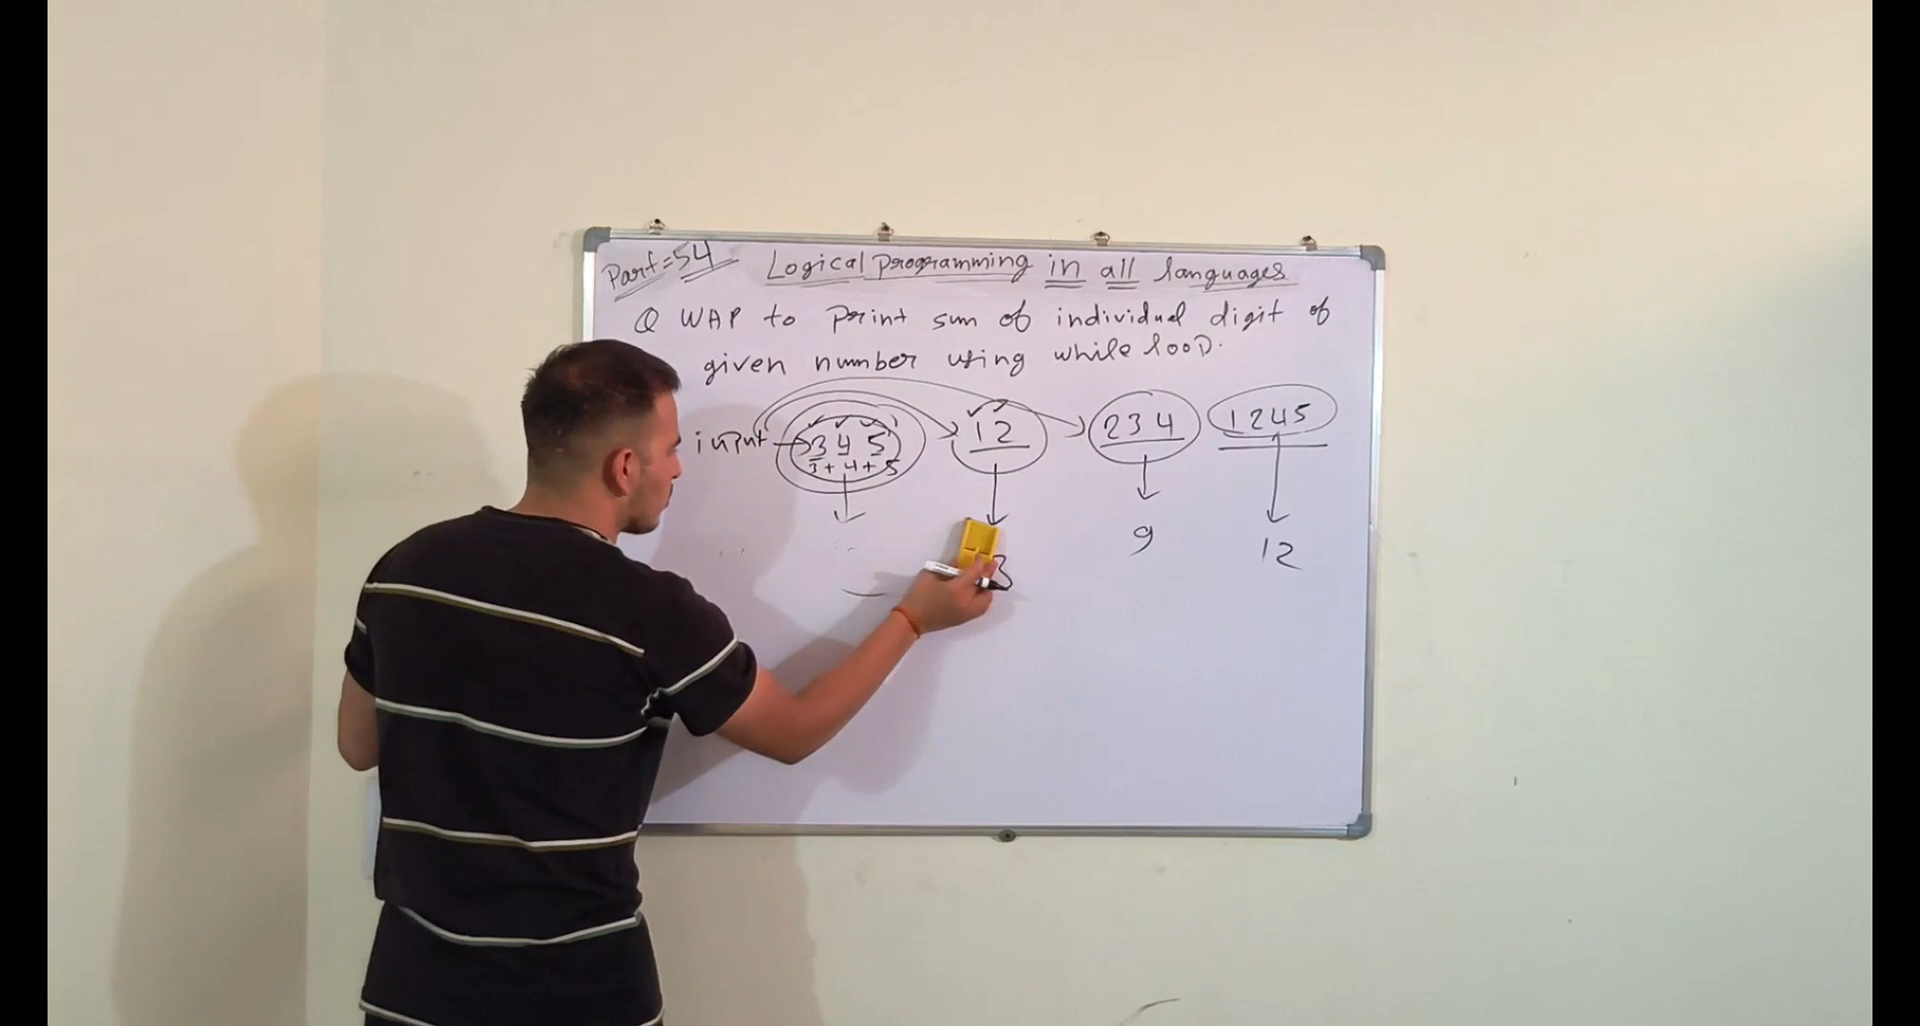 Part=54 Logical programming in all languages
Q WAP to print sum of individual digit of
given number using while loop.
input 345 12 234 1245
3+4+5
3 9 12